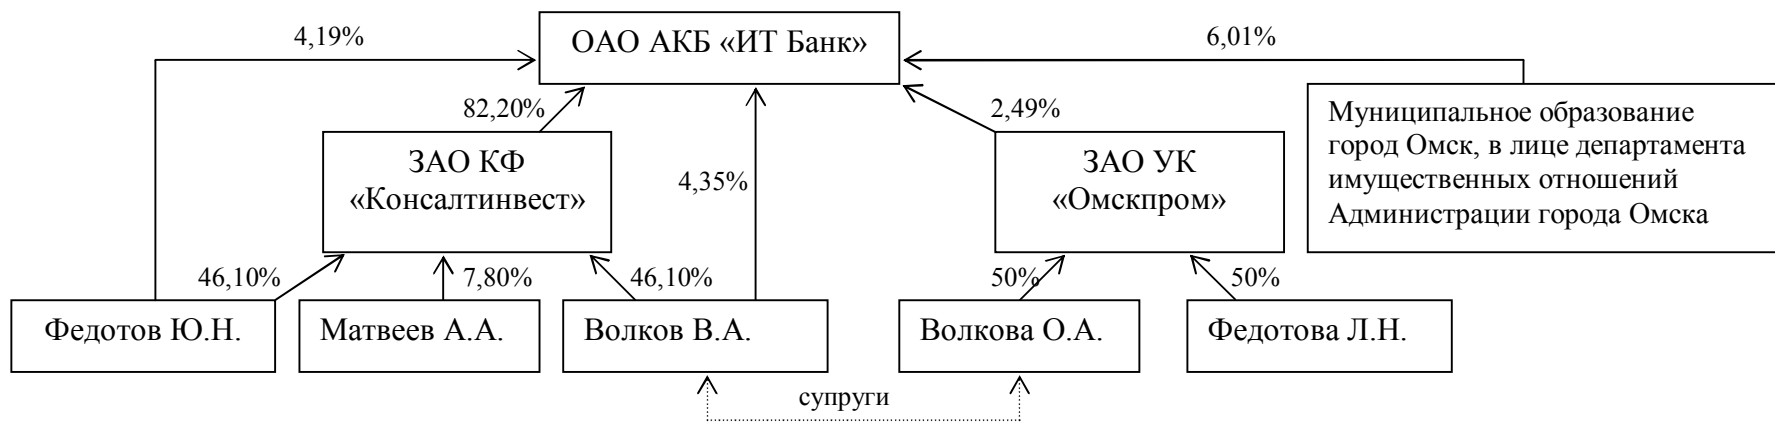 4,19%
ОАО АКБ «ИТ Банк»
6,01%
82,20%
2,49%
Муниципальное образование
город Омск, в лице департамента
имущественных отношений
Администрации города Омска
ЗАО КФ
«Консалтинвест»
4,35%
ЗАО УК
«Омскпром»
46,10%
7,80%
46,10%
50%
50%
Федотов Ю.Н.
Матвеев А.А.
Волков В.А.
Волкова О.А.
Федотова Л.Н.
супруги